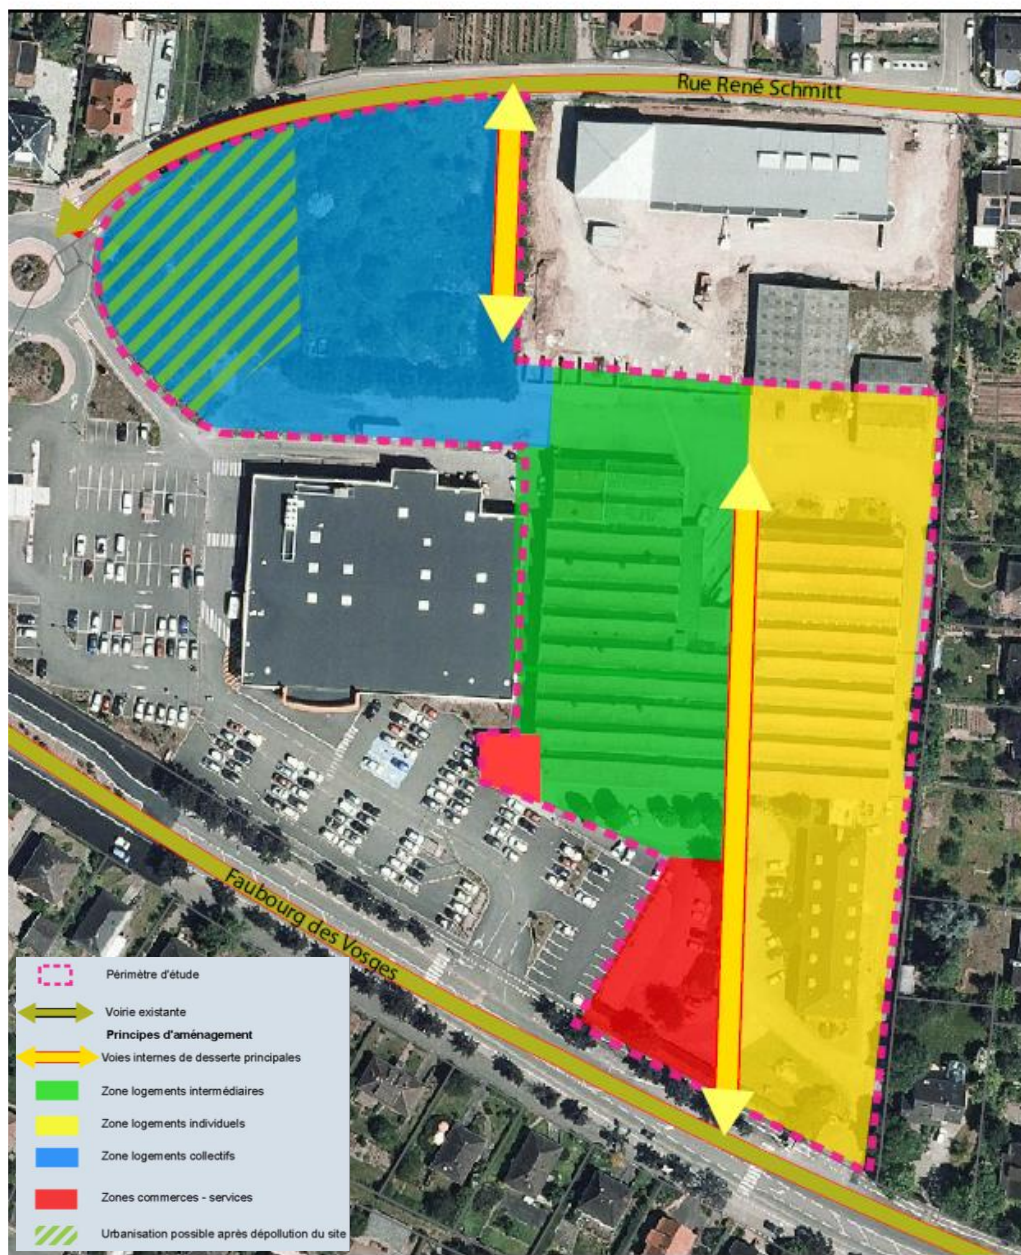 Rue René Schmitt
Faubourg des Vosges
Périmètre d'étude
Voirie existante
Principes d'aménagement
Voies internes de desserte principales
Zone logements intermédiaires
Zone logements individuels
Zone logements collectifs
Zones commerces - services
Urbanisation possible après dépollution du site